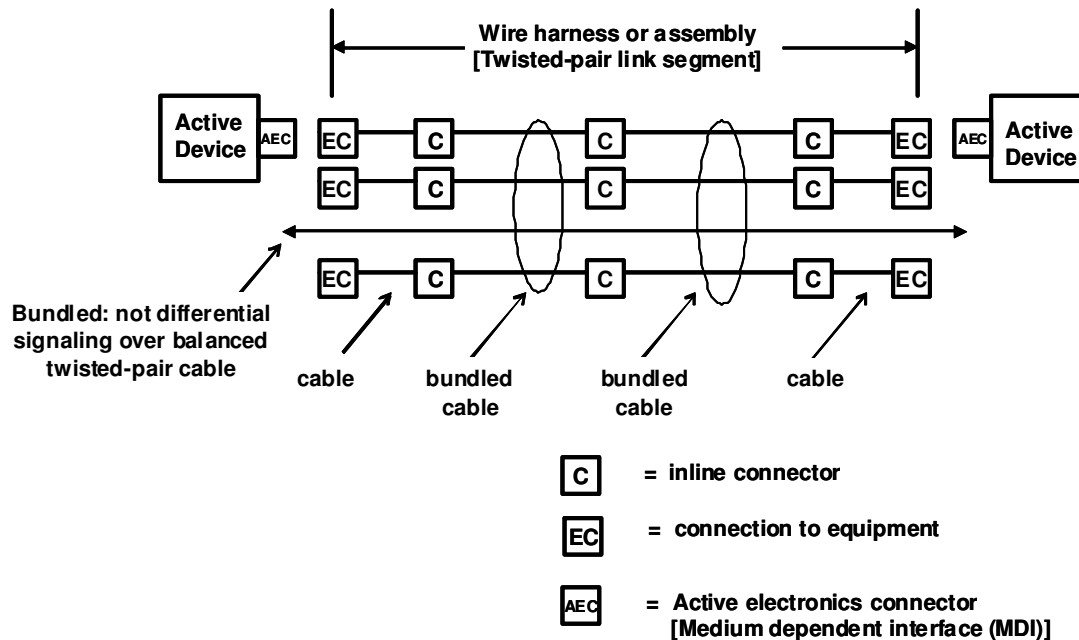 Wire harness or assembly
[Twisted-pair link segment]
Active
Device
AEC
EC
C
C
C
EC
AEC
Active
Device
EC
C
C
C
EC
EC
C
C
C
EC
Bundled: not differential
signaling over balanced
twisted-pair cable
cable
bundled
cable
bundled
cable
cable
C = inline connector
EC = connection to equipment
AEC = Active electronics connector
[Medium dependent interface (MDI)]